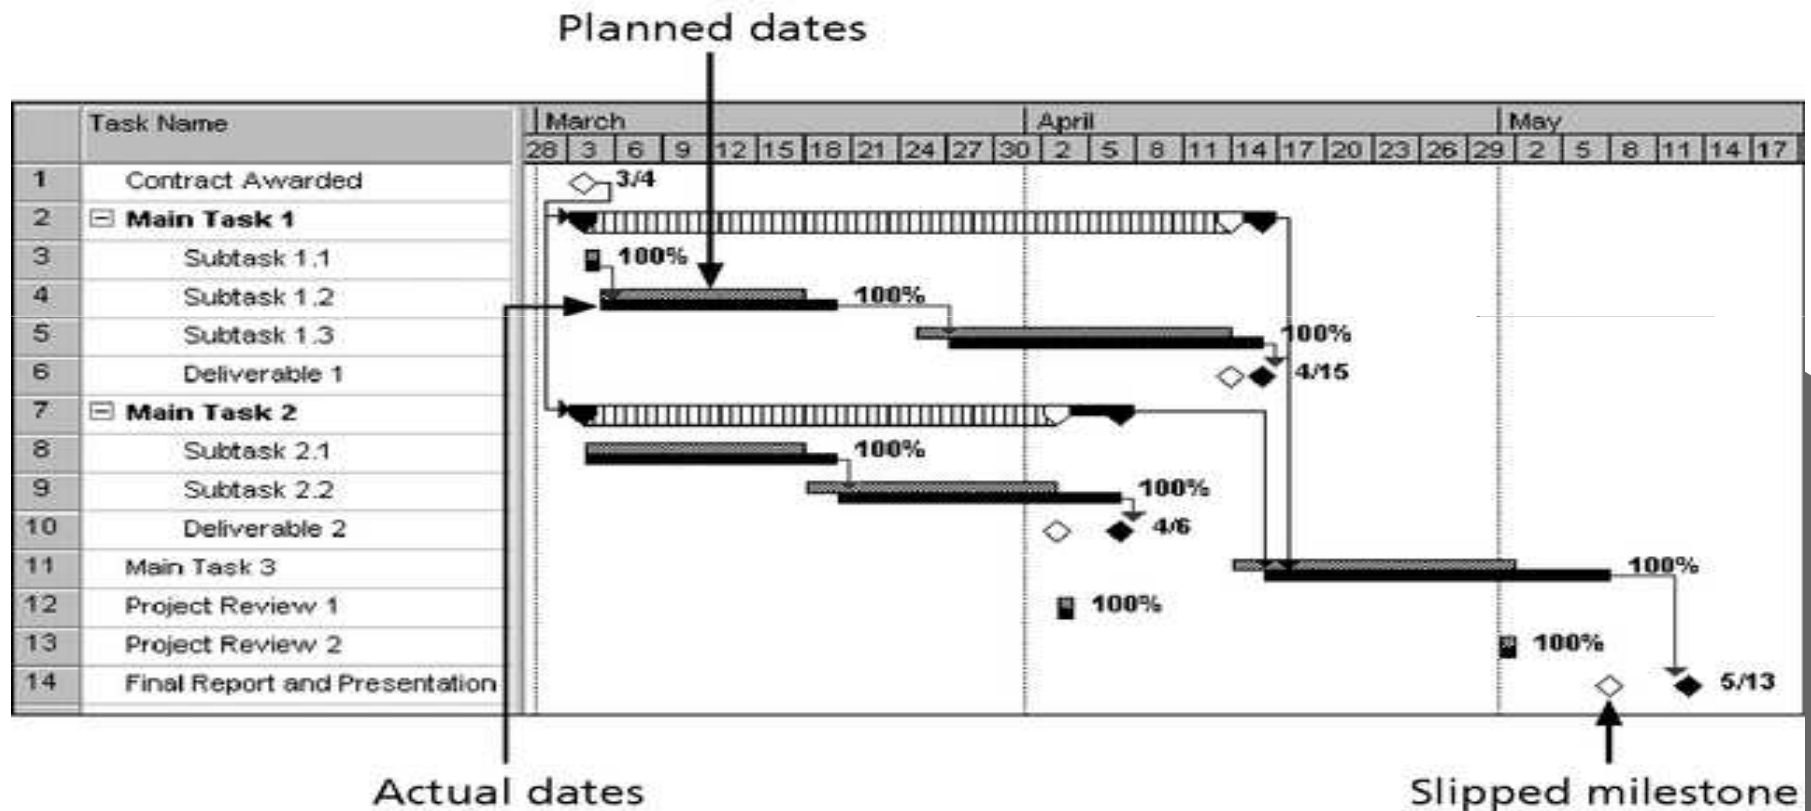 Planned dates
Task Name March April May
28 3 6 9 12 15 18 21 24 27 30 2 5 8 11 14 17 20 23 26 29 2 5 8 11 14 17
1 Contract Awarded 3/4
2 Main Task 1
3 Subtask 1.1 100%
4 Subtask 1.2 100%
5 Subtask 1.3 100%
6 Deliverable 1 4/15
7 Main Task 2
8 Subtask 2.1 100%
9 Subtask 2.2 100%
10 Deliverable 2 4/6
11 Main Task 3 100%
12 Project Review 1 100%
13 Project Review 2 100%
14 Final Report and Presentation 5/13
Actual dates Slipped milestone